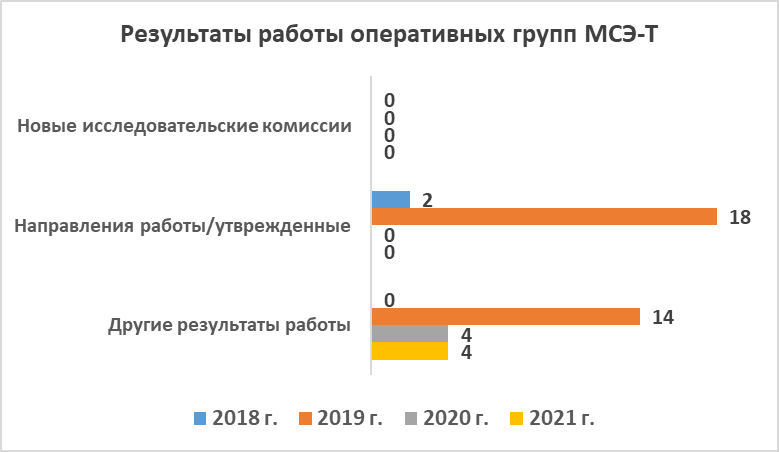 Результаты работы оперативных групп МСЭ-Т
Новые исследовательские комиссии
0
0
0
0
Направления работы/утврежденные
2
18
0
0
Другие результаты работы
0
14
4
4
2018 г. 2019 г. 2020 г. 2021 г.